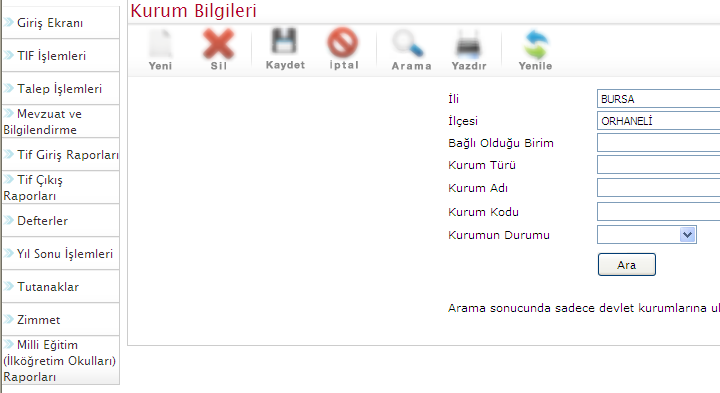 Kurum Bilgileri
Yeni Sil Kaydet İptal Arama Yazdır Yenile
Giriş Ekranı
TIF İşlemleri
Talep İşlemleri
Mevzuat ve
Bilgilendirme
Tif Giriş Raporları
Tif Çıkış
Raporları
Defterler
Yıl Sonu İşlemleri
Tutanaklar
Zimmet
Milli Eğitim
(İlköğretim Okulları)
Raporları
İli BURSA
İlçesi ORHANELİ
Bağlı Olduğu Birim
Kurum Türü
Kurum Adı
Kurum Kodu
Kurumun Durumu
Ara
Arama sonucunda sadece devlet kurumlarına ul